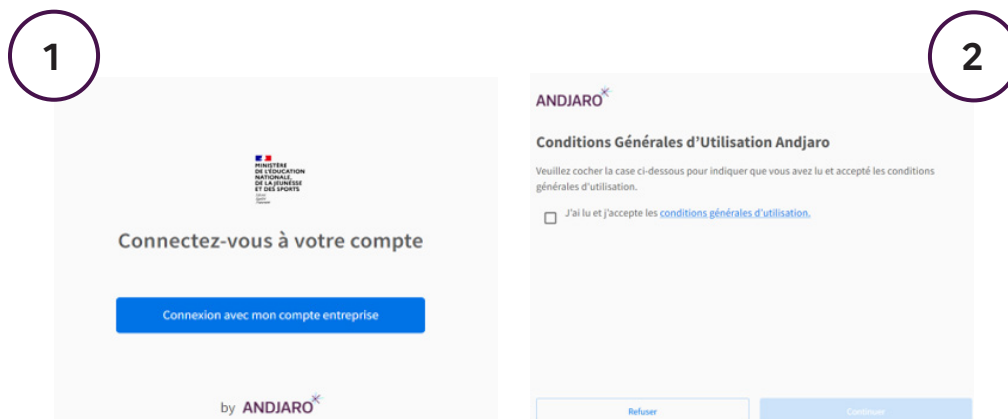 1
MINISTÈRE
DE L'ÉDUCATION
NATIONALE,
DE LA JEUNESSE
ET DES SPORTS
Connectez-vous à votre compte
Connexion avec mon compte entreprise
by ANDJARO
2
ANDJARO
Conditions Générales d'Utilisation Andjaro
Veuillez cocher la case ci-dessous pour indiquer que vous avez lu et accepté les conditions
générales d'utilisation.
J'ai lu et j'accepte les conditions générales d'utilisation.
Refuser
Continuer